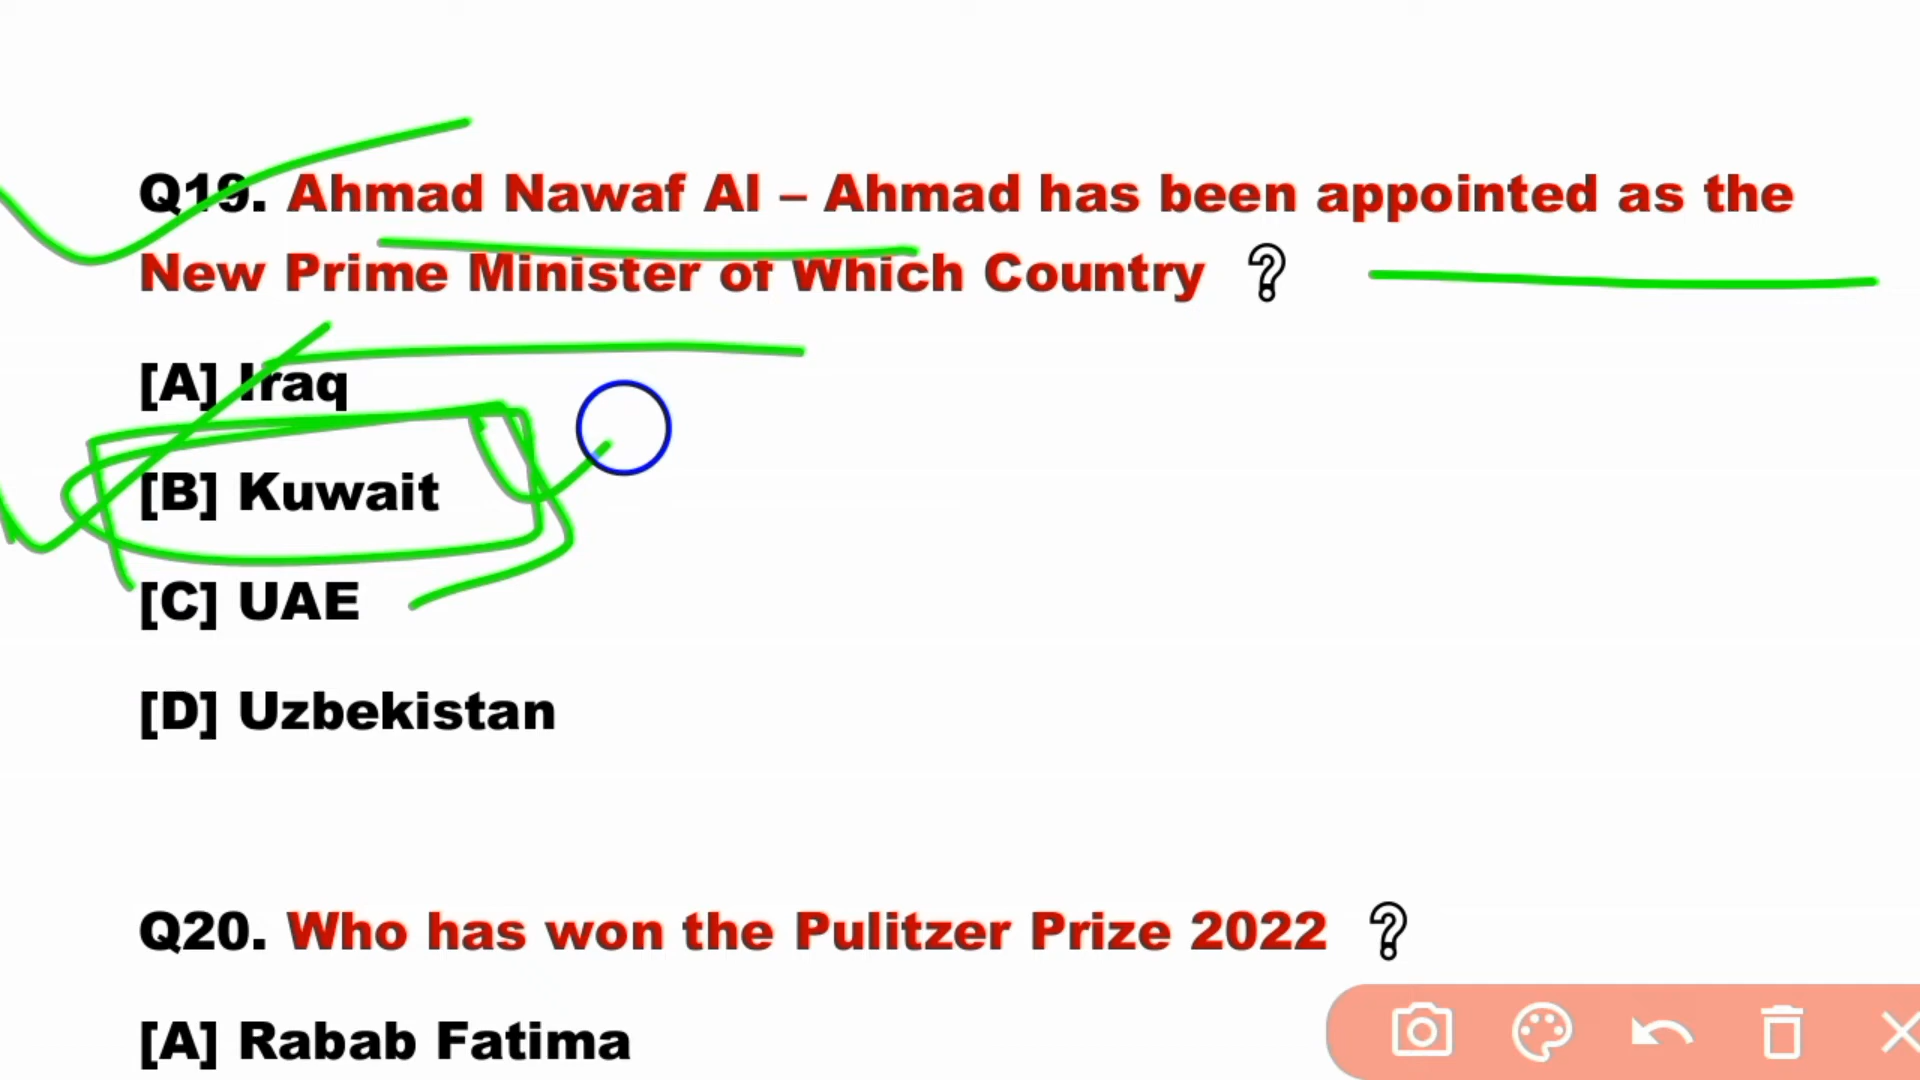 Q19. Ahmad Nawaf Al – Ahmad has been appointed as the
New Prime Minister of Which Country ?
[A] Iraq
[B] Kuwait
[C] UAE
[D] Uzbekistan
Q20. Who has won the Pulitzer Prize 2022 ?
[A] Rabab Fatima